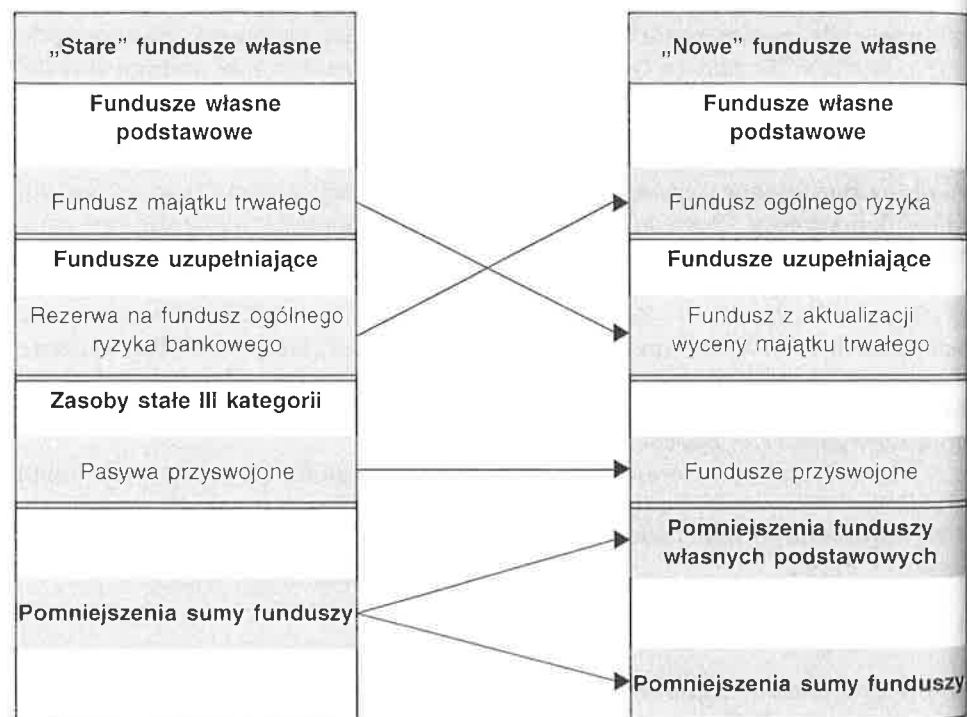 „Stare” fundusze własne
Fundusze własne
podstawowe
Fundusz majątku trwałego
Fundusze uzupełniające
Rezerwa na fundusz ogólnego
ryzyka bankowego
Zasoby stałe III kategorii
Pasywa przyswojone
Pomniejszenia sumy funduszy
„Nowe” fundusze własne
Fundusze własne
podstawowe
Fundusz ogólnego ryzyka
Fundusze uzupełniające
Fundusz z aktualizacji
wyceny majątku trwałego
Fundusze przyswojone
Pomniejszenia funduszy
własnych podstawowych
Pomniejszenia sumy funduszy